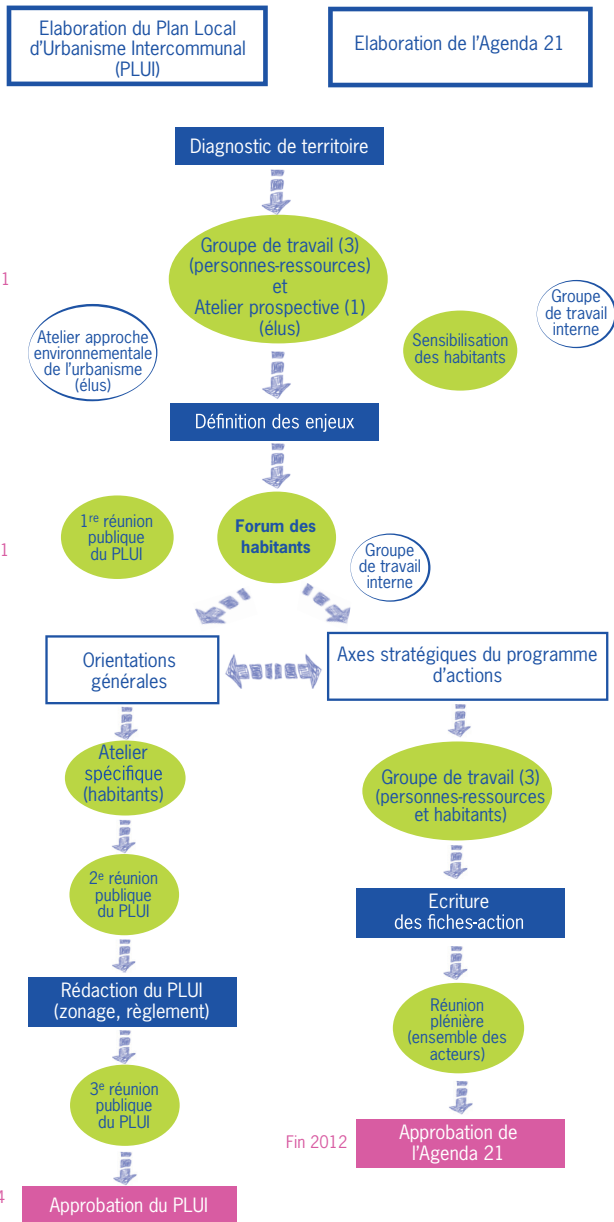 Elaboration du Plan Local
d'Urbanisme Intercommunal
(PLUI)
Elaboration de l'Agenda 21
Diagnostic de territoire
Groupe de travail (3)
(personnes-ressources)
et
Atelier prospective (1)
(élus)
1
Atelier approche
environnementale
de l'urbanisme
(élus)
Sensibilisation
des habitants
Groupe
de travail
interne
Définition des enjeux
1re réunion
publique
du PLUI
Forum des
habitants
1
Groupe
de travail
interne
Orientations
générales
Axes stratégiques du programme
d'actions
Atelier
spécifique
(habitants)
Groupe de travail (3)
(personnes-ressources
et habitants)
2e réunion
publique
du PLUI
Ecriture
des fiches-action
Rédaction du PLUI
(zonage, règlement)
Réunion
plénière
(ensemble des
acteurs)
3e réunion
publique
du PLUI
Fin 2012
Approbation de
l'Agenda 21
4
Approbation du PLUI